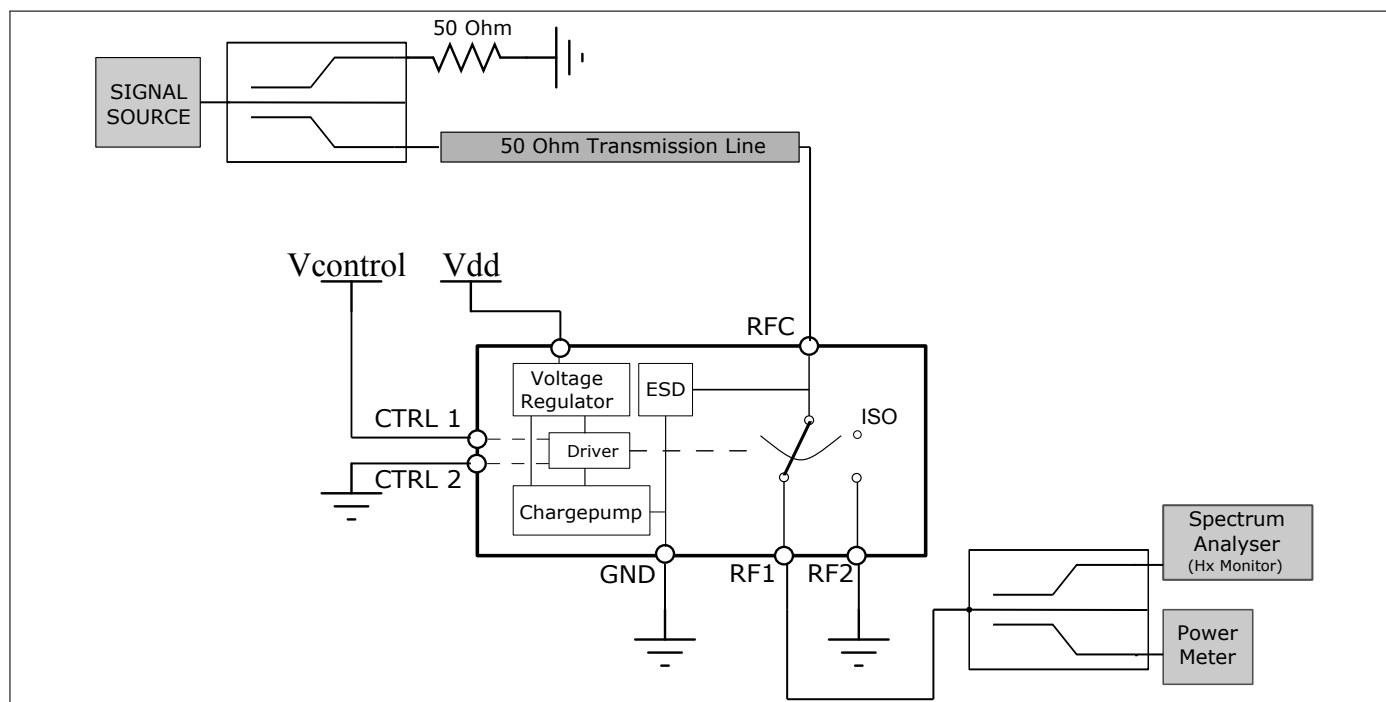 50 Ohm
SIGNAL
SOURCE
50 Ohm Transmission Line
Vcontrol
Vdd
RFC
Voltage
Regulator
ESD
ISO
CTRL 1
Driver
CTRL 2
Chargepump
GND
RF1
RF2
Spectrum
Analyser
(Hx Monitor)
Power
Meter